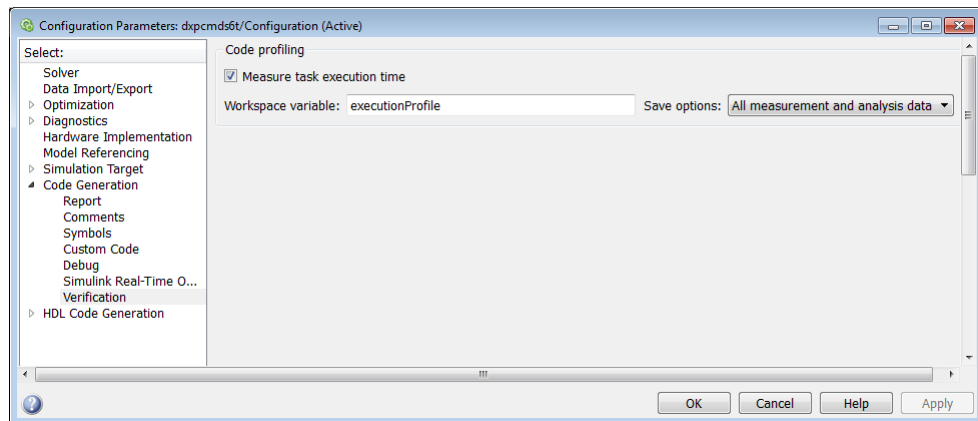 Configuration Parameters: dxpcmds6t/Configuration (Active)
Select:
Solver
Data Import/Export
Optimization
Diagnostics
Hardware Implementation
Model Referencing
Simulation Target
Code Generation
Report
Comments
Symbols
Custom Code
Debug
Simulink Real-Time O...
Verification
HDL Code Generation
Code profiling
Measure task execution time
Workspace variable: executionProfile Save options: All measurement and analysis data
OK Cancel Help Apply